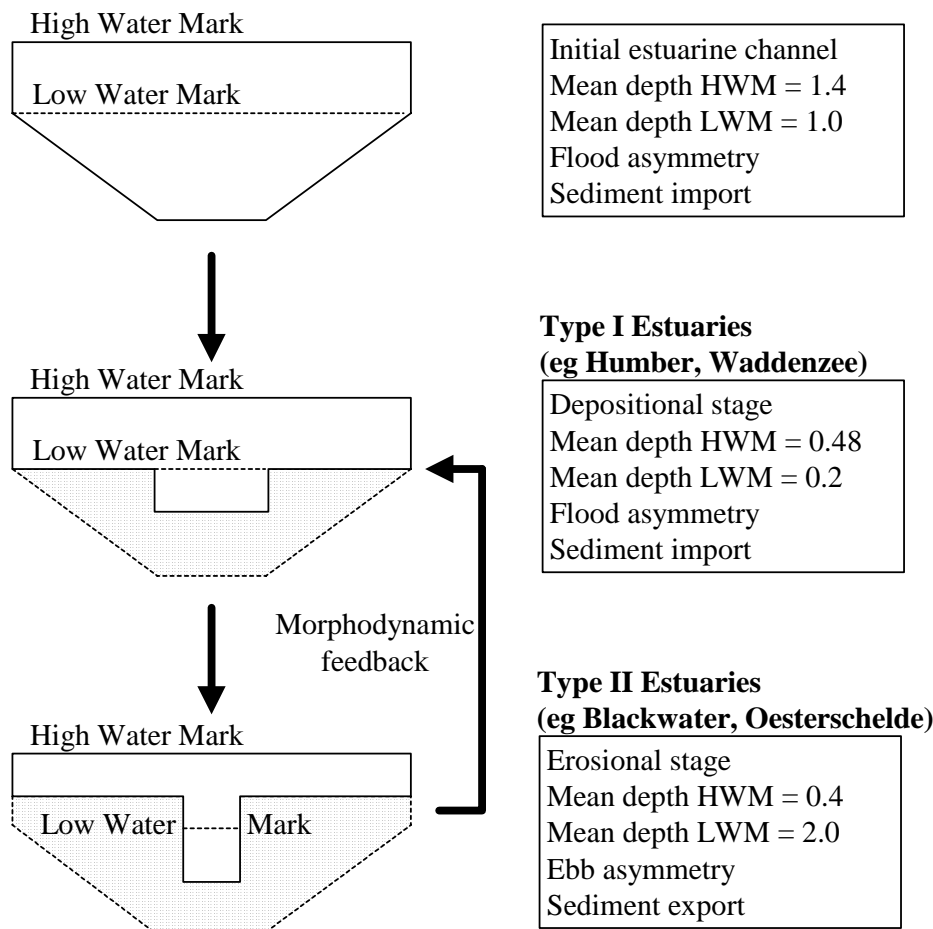 High Water Mark
Low Water Mark
Initial estuarine channel
Mean depth HWM = 1.4
Mean depth LWM = 1.0
Flood asymmetry
Sediment import
High Water Mark
Low Water Mark
Type I Estuaries
(eg Humber, Waddenzee)
Depositional stage
Mean depth HWM = 0.48
Mean depth LWM = 0.2
Flood asymmetry
Sediment import
Morphodynamic
feedback
High Water Mark
Low Water Mark
Type II Estuaries
(eg Blackwater, Oesterschelde)
Erosional stage
Mean depth HWM = 0.4
Mean depth LWM = 2.0
Ebb asymmetry
Sediment export